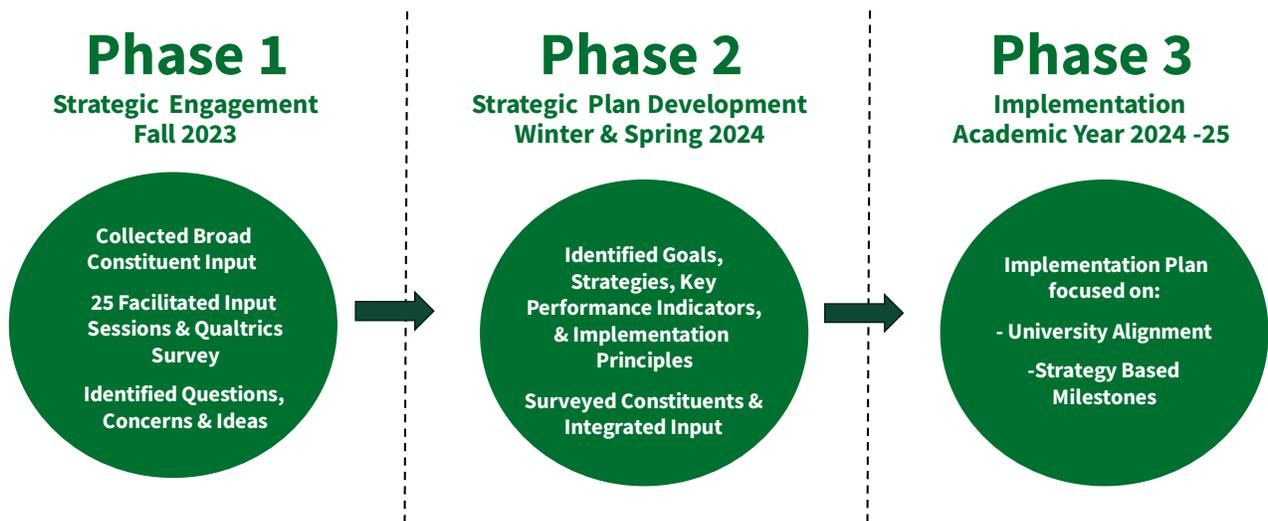 Phase 1
Strategic Engagement
Fall 2023
Collected Broad
Constituent Input
25 Facilitated Input
Sessions & Qualtrics
Survey
Identified Questions,
Concerns & Ideas
Phase 2
Strategic Plan Development
Winter & Spring 2024
Identified Goals,
Strategies, Key
Performance Indicators,
& Implementation
Principles
Surveyed Constituents &
Integrated Input
Phase 3
Implementation
Academic Year 2024 -25
Implementation Plan
focused on:
- University Alignment
-Strategy Based
Milestones